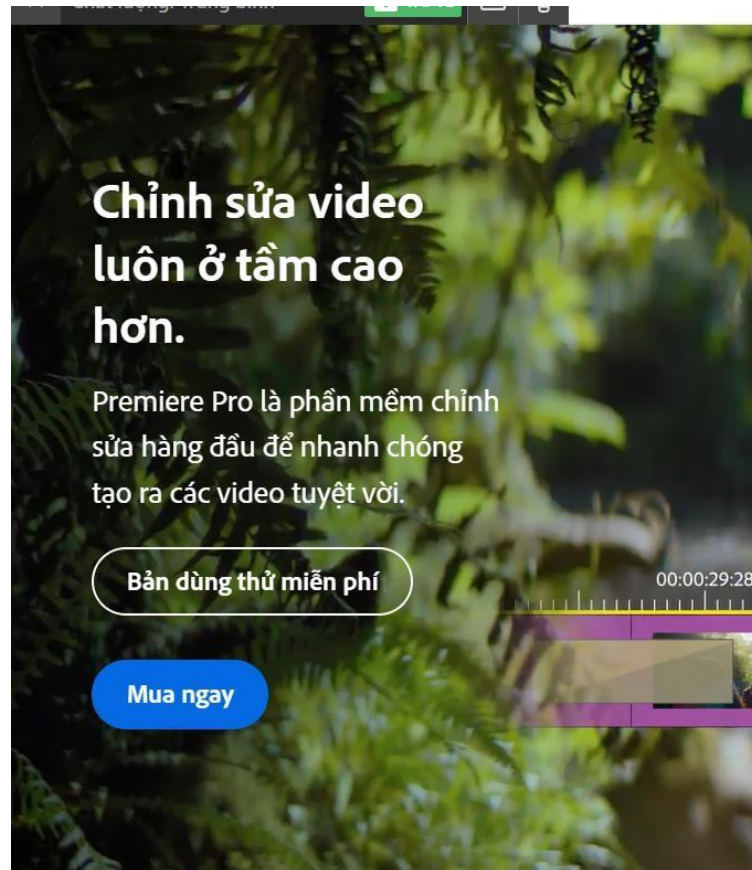 Chỉnh sửa video
luôn ở tầm cao
hơn.
Premiere Pro là phần mềm chỉnh
sửa hàng đầu để nhanh chóng
tạo ra các video tuyệt vời.
Bản dùng thử miễn phí
00:00:29:28
Mua ngay